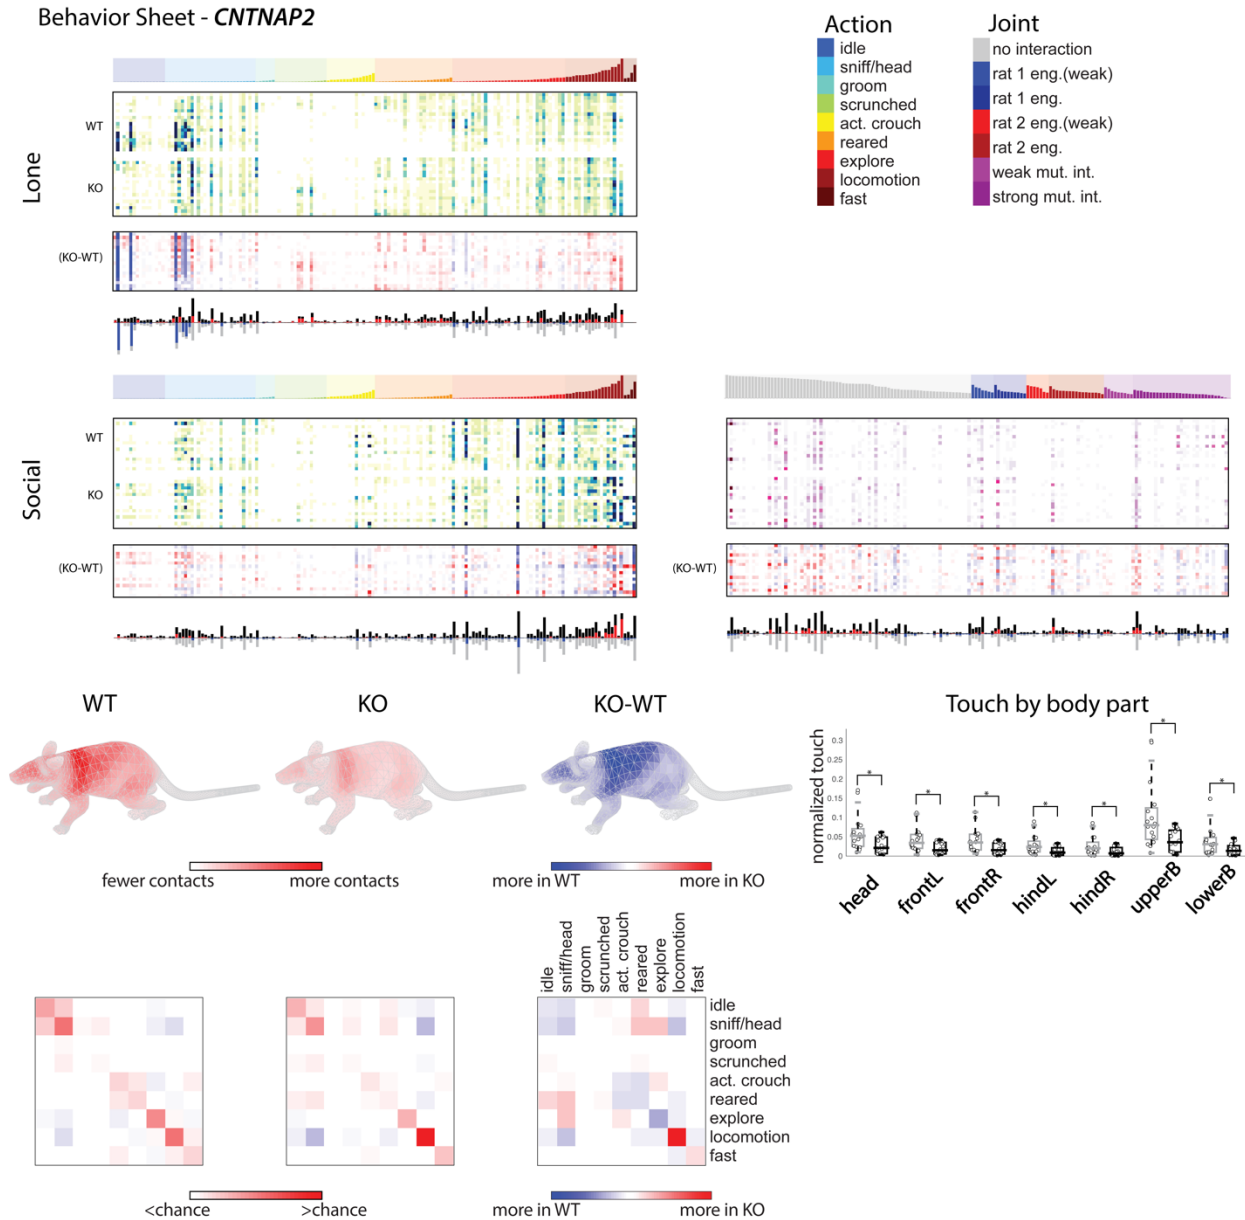 Behavior Sheet - CNTNAP2
Action
idle
sniff/head
groom
scrunched
act. crouch
reared
explore
locomotion
fast
Joint
no interaction
rat 1 eng.(weak)
rat 1 eng.
rat 2 eng.(weak)
rat 2 eng.
weak mut. int.
strong mut. int.
Lone
WT
KO
(KO-WT)
Social
WT
KO
(KO-WT)
(KO-WT)
WT
KO
KO-WT
fewer contacts
more contacts
more in WT
more in KO
Touch by body part
normalized touch
0.3
0.2
0.1
0.05
0
*
*
*
*
*
*
*
head
frontL
frontR
hindL
hindR
upperB
lowerB
idle
sniff/head
groom
scrunched
act. crouch
reared
explore
locomotion
fast
idle
sniff/head
groom
scrunched
act. crouch
reared
explore
locomotion
fast
<chance
>chance
more in WT
more in KO